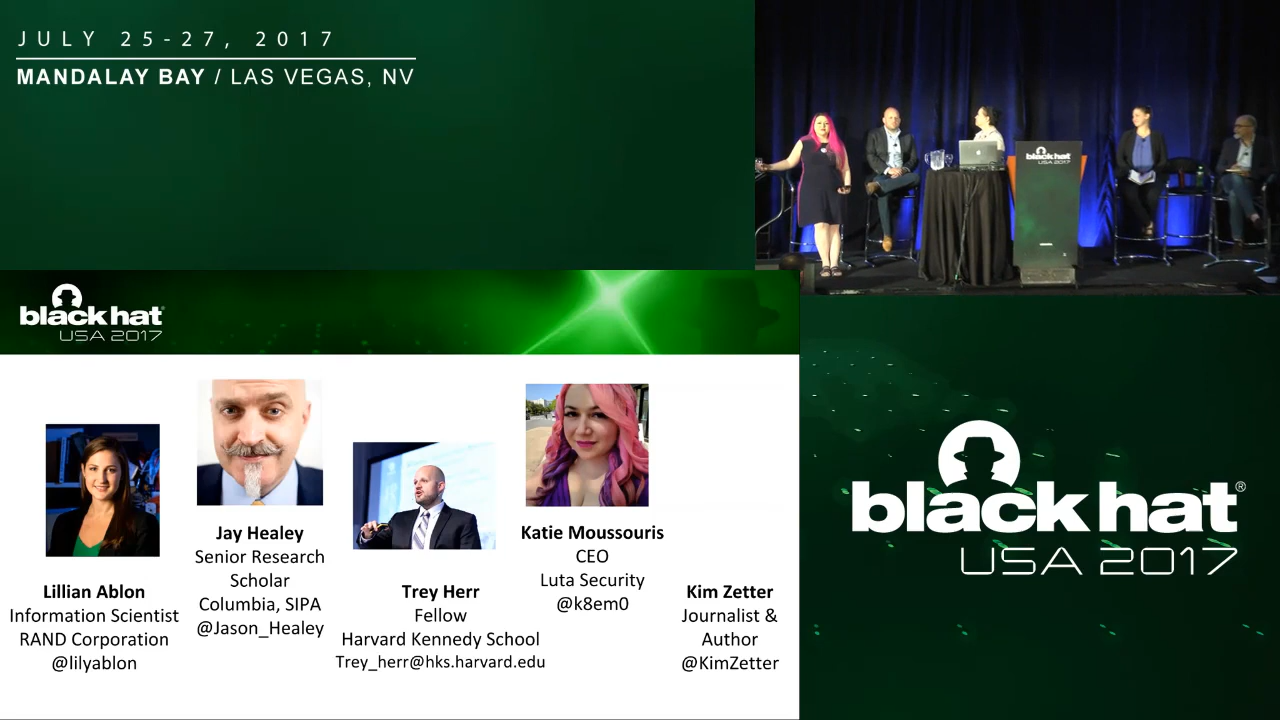 JULY 25-27, 2017
MANDALAY BAY / LAS VEGAS, NV
black hat
USA 2017
black hat
USA 2017
Lillian Ablon
Information Scientist
RAND Corporation
@lilyablon
Jay Healey
Senior Research
Scholar
Columbia, SIPA
@Jason_Healey
Trey Herr
Fellow
Harvard Kennedy School
Trey_herr@hks.harvard.edu
Katie Moussouris
CEO
Luta Security
@k8em0
Kim Zetter
Journalist &
Author
@KimZetter
black hat®
USA 2017